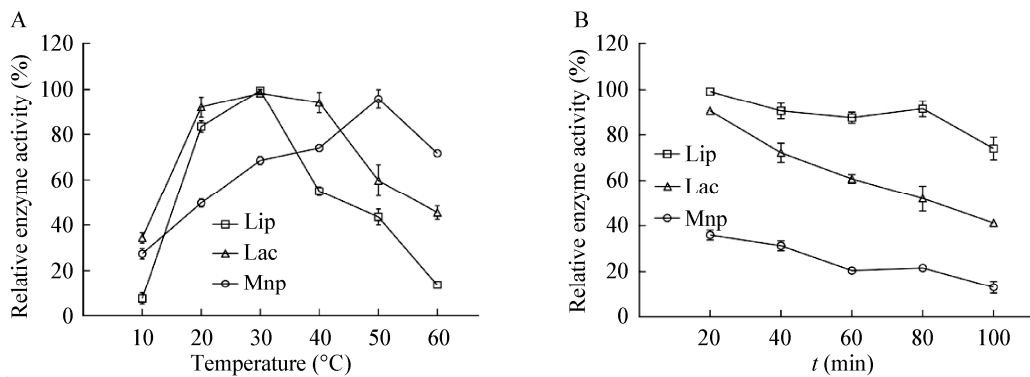 A
Relative enzyme activity (%)
120
100
80
60
40
20
0
Lip
Lac
Mnp
10 20 30 40 50 60
Temperature (°C)
B
Relative enzyme activity (%)
120
100
80
60
40
20
0
Lip
Lac
Mnp
20 40 60 80 100
t (min)